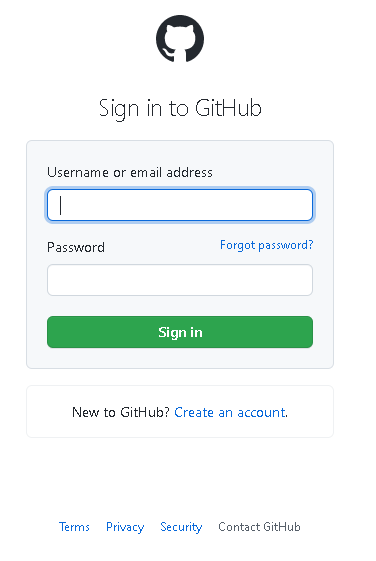 Sign in to GitHub
Username or email address
Password Forgot password?
Sign in
New to GitHub? Create an account.
Terms Privacy Security Contact GitHub